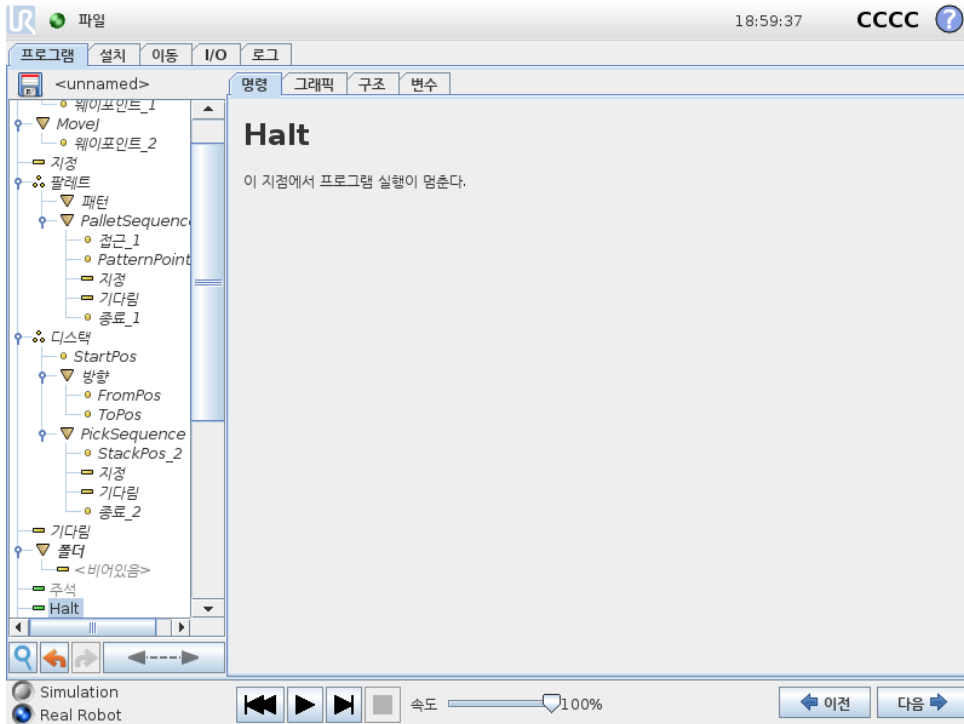 파일
18:59:37
CCCC
?
프로그램
설치
이동
I/O
로그
<unnamed>
명령
그래픽
구조
변수
웨이포인트_1
MoveJ
웨이포인트_2
지정
팔레트
패턴
PalletSequenc
접근_1
PatternPoint
지정
기다림
종료_1
디스택
StartPos
방향
FromPos
ToPos
PickSequence
StackPos_2
지정
기다림
종료_2
기다림
폴더
<비어있음>
주석
Halt
Halt
이 지점에서 프로그램 실행이 멈춘다.
Simulation
Real Robot
속도
100%
이전
다음